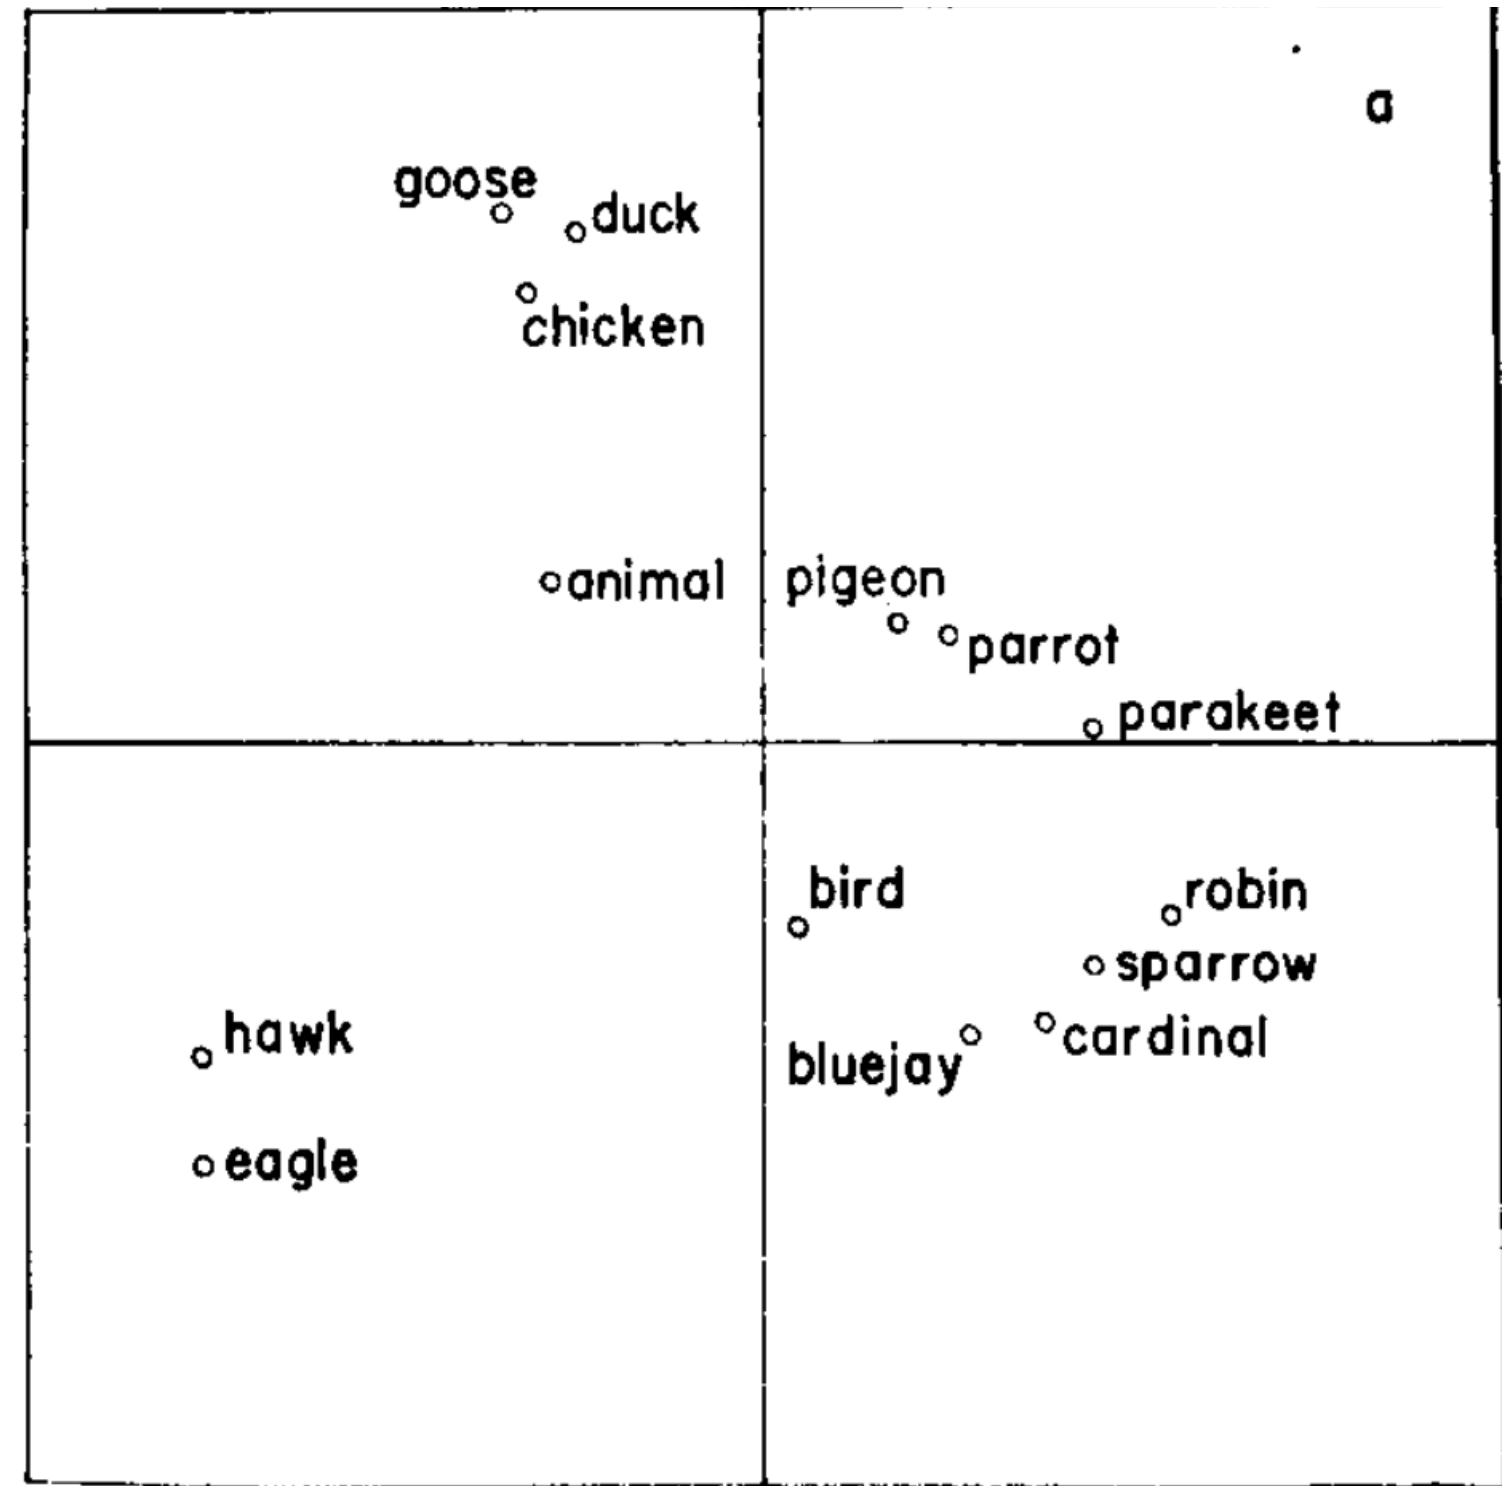 a
goose
duck
chicken
animal
pigeon
parrot
parakeet
bird
robin
sparrow
cardinal
bluejay
hawk
eagle